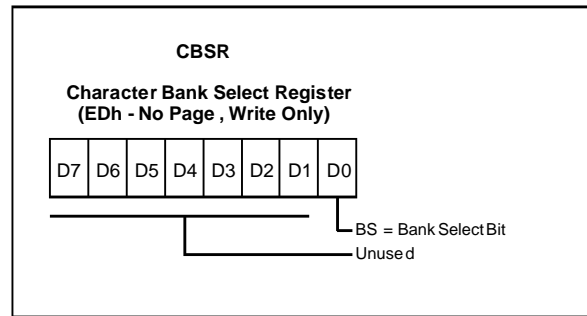 CBSR
Character Bank Select Register
(EDh - No Page , Write Only)
D7 D6 D5 D4 D3 D2 D1 D0
BS = Bank Select Bit
Unused